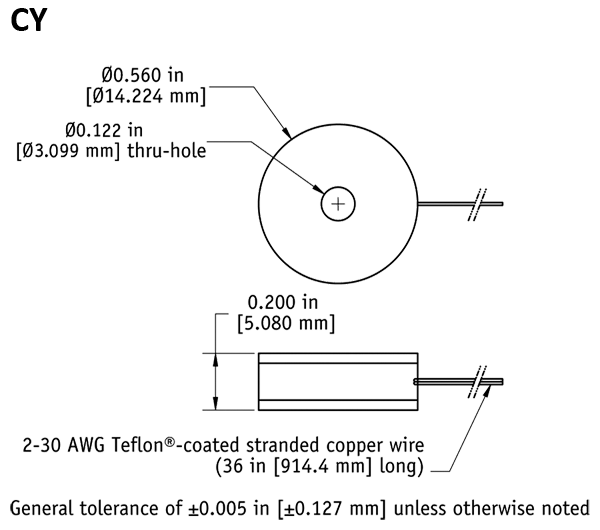 CY
Ø0.560 in
[Ø14.224 mm]
Ø0.122 in
[Ø3.099 mm] thru-hole
0.200 in
[5.080 mm]
2-30 AWG Teflon®-coated stranded copper wire
(36 in [914.4 mm] long)
General tolerance of ±0.005 in [±0.127 mm] unless otherwise noted